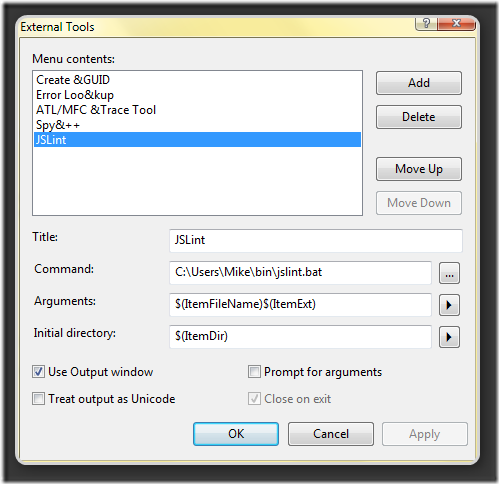 External Tools
Menu contents:
Create &GUID
Error Loo&kup
ATL/MFC &Trace Tool
Spy&++
JSLint
Add
Delete
Move Up
Move Down
Title:
JSLint
Command:
C:\Users\Mike\bin\jslint.bat
...
Arguments:
$(ItemFileName)$(ItemExt)
Initial directory:
$(ItemDir)
Use Output window
Prompt for arguments
Treat output as Unicode
Close on exit
OK
Cancel
Apply